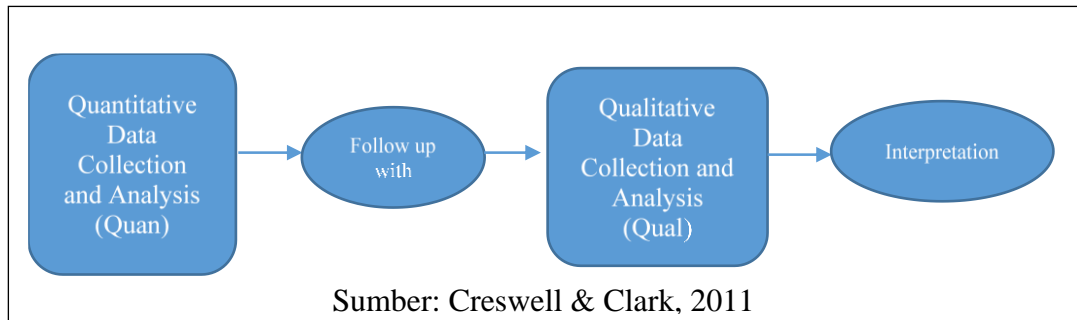 Quantitative
Data
Collection
and Analysis
(Quan)
Follow up
with
Qualitative
Data
Collection and
Analysis
(Qual)
Interpretation
Sumber: Creswell & Clark, 2011